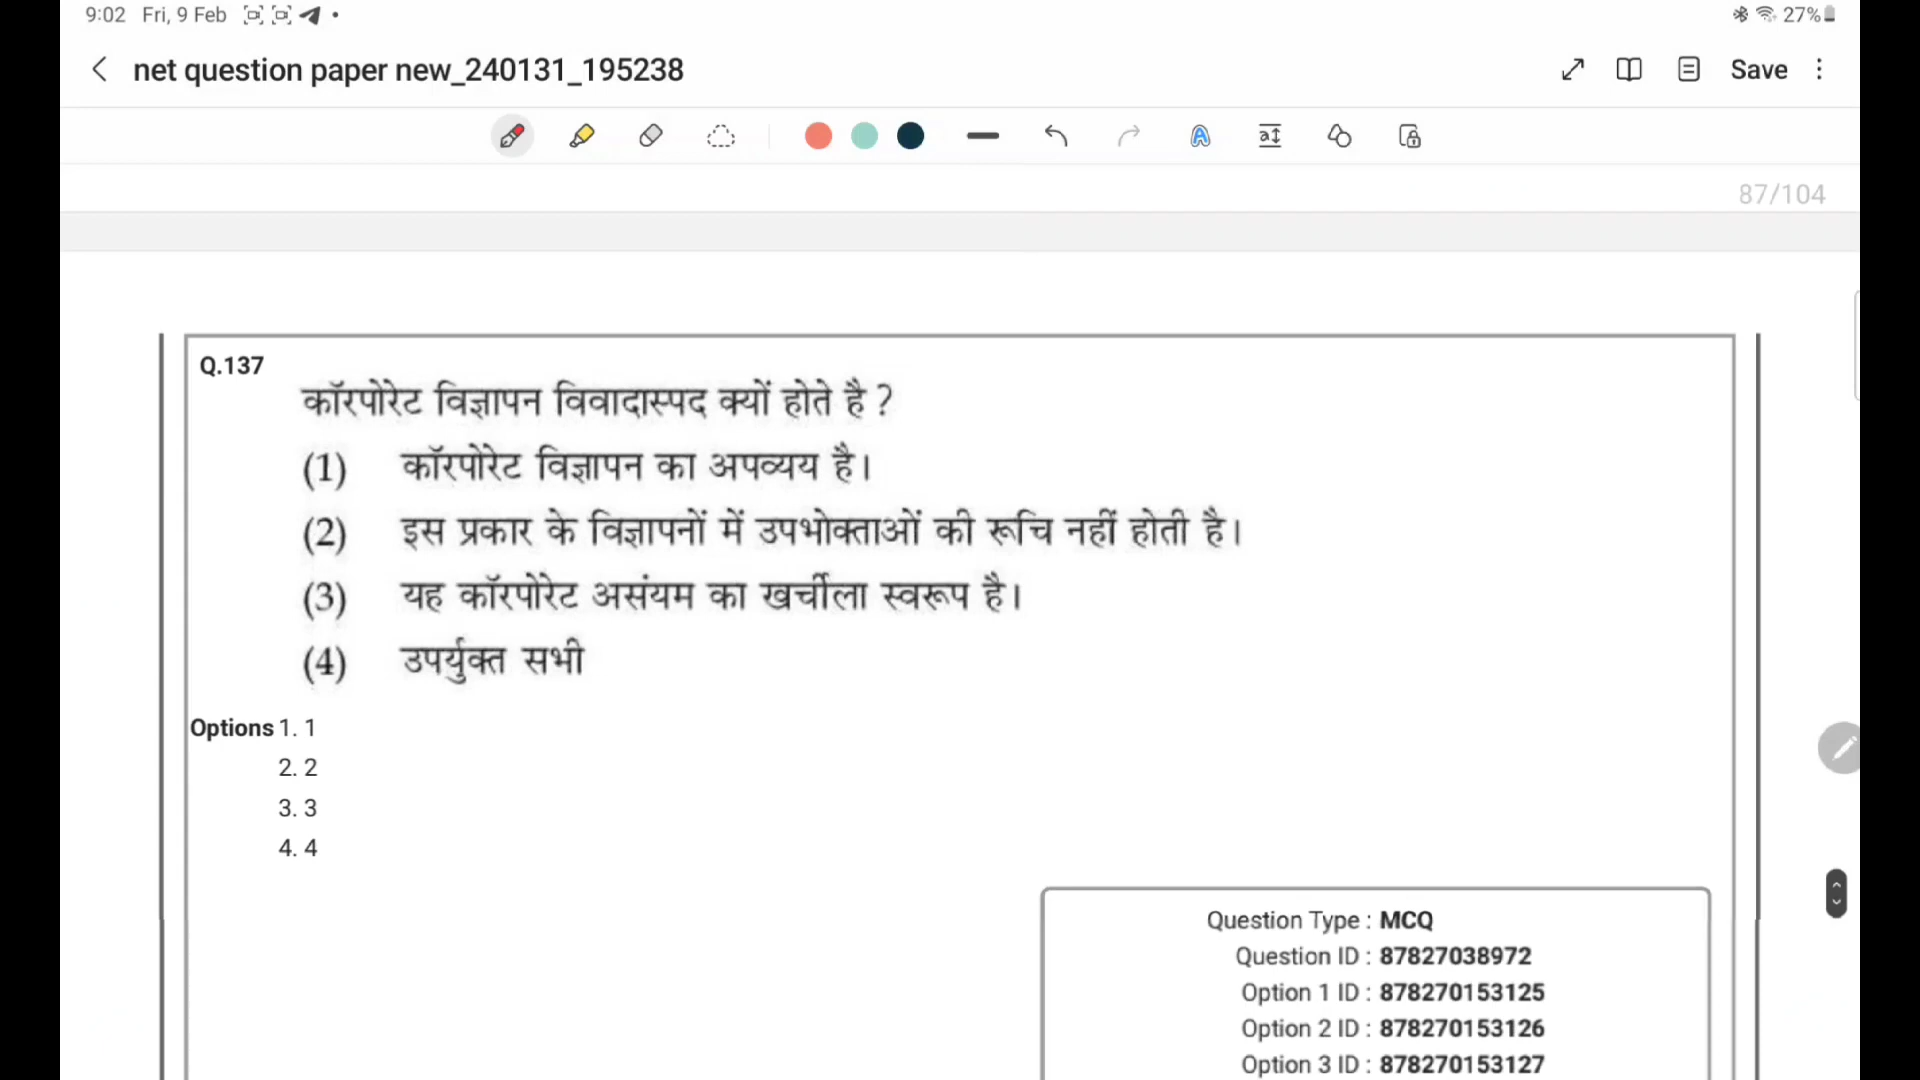 9:02 Fri, 9 Feb
27%
net question paper new_240131_195238
Save
87/104
Q.137
कॉरपोरेट विज्ञापन विवादास्पद क्यों होते है ?
(1) कॉरपोरेट विज्ञापन का अपव्यय है।
(2) इस प्रकार के विज्ञापनों में उपभोक्ताओं की रूचि नहीं होती है।
(3) यह कॉरपोरेट असंयम का खर्चीला स्वरूप है।
(4) उपर्युक्त सभी
Options 1. 1
2. 2
3. 3
4. 4
Question Type : MCQ
Question ID : 87827038972
Option 1 ID : 878270153125
Option 2 ID : 878270153126
Option 3 ID : 878270153127